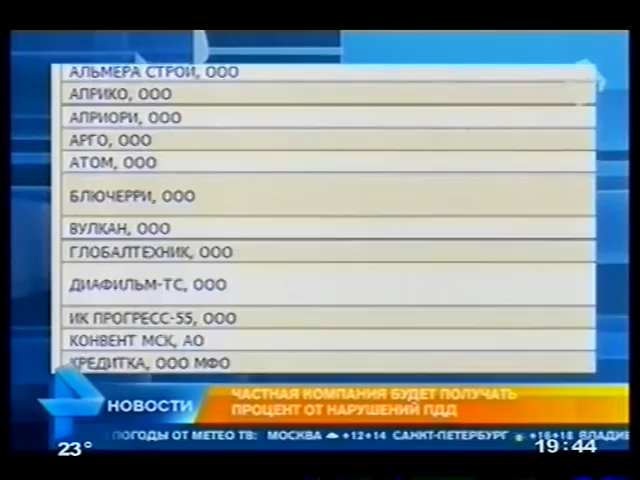 АЛЬМЕРА СТРОЙ, ООО
АПРИКО, ООО
АПРИОРИ, ООО
АРГО, ООО
АТОМ, ООО
БЛЮЧЕРРИ, ООО
ВУЛКАН, ООО
ГЛОБАЛТЕХНИК, ООО
ДИАФИЛЬМ-ТС, ООО
ИК ПРОГРЕСС-55, ООО
КОНВЕНТ МСК, АО
КРЕДИТКА, ООО МФО
ЧАСТНАЯ КОМПАНИЯ БУДЕТ ПОЛУЧАТЬ
ПРОЦЕНТ ОТ НАРУШЕНИЙ ПДД
НОВОСТИ
ПОГОДЫ ОТ МЕТЕО ТВ: МОСКВА +12+14 САНКТ-ПЕТЕРБУРГ +16+18 ВЛАДИВ
23° 19:44